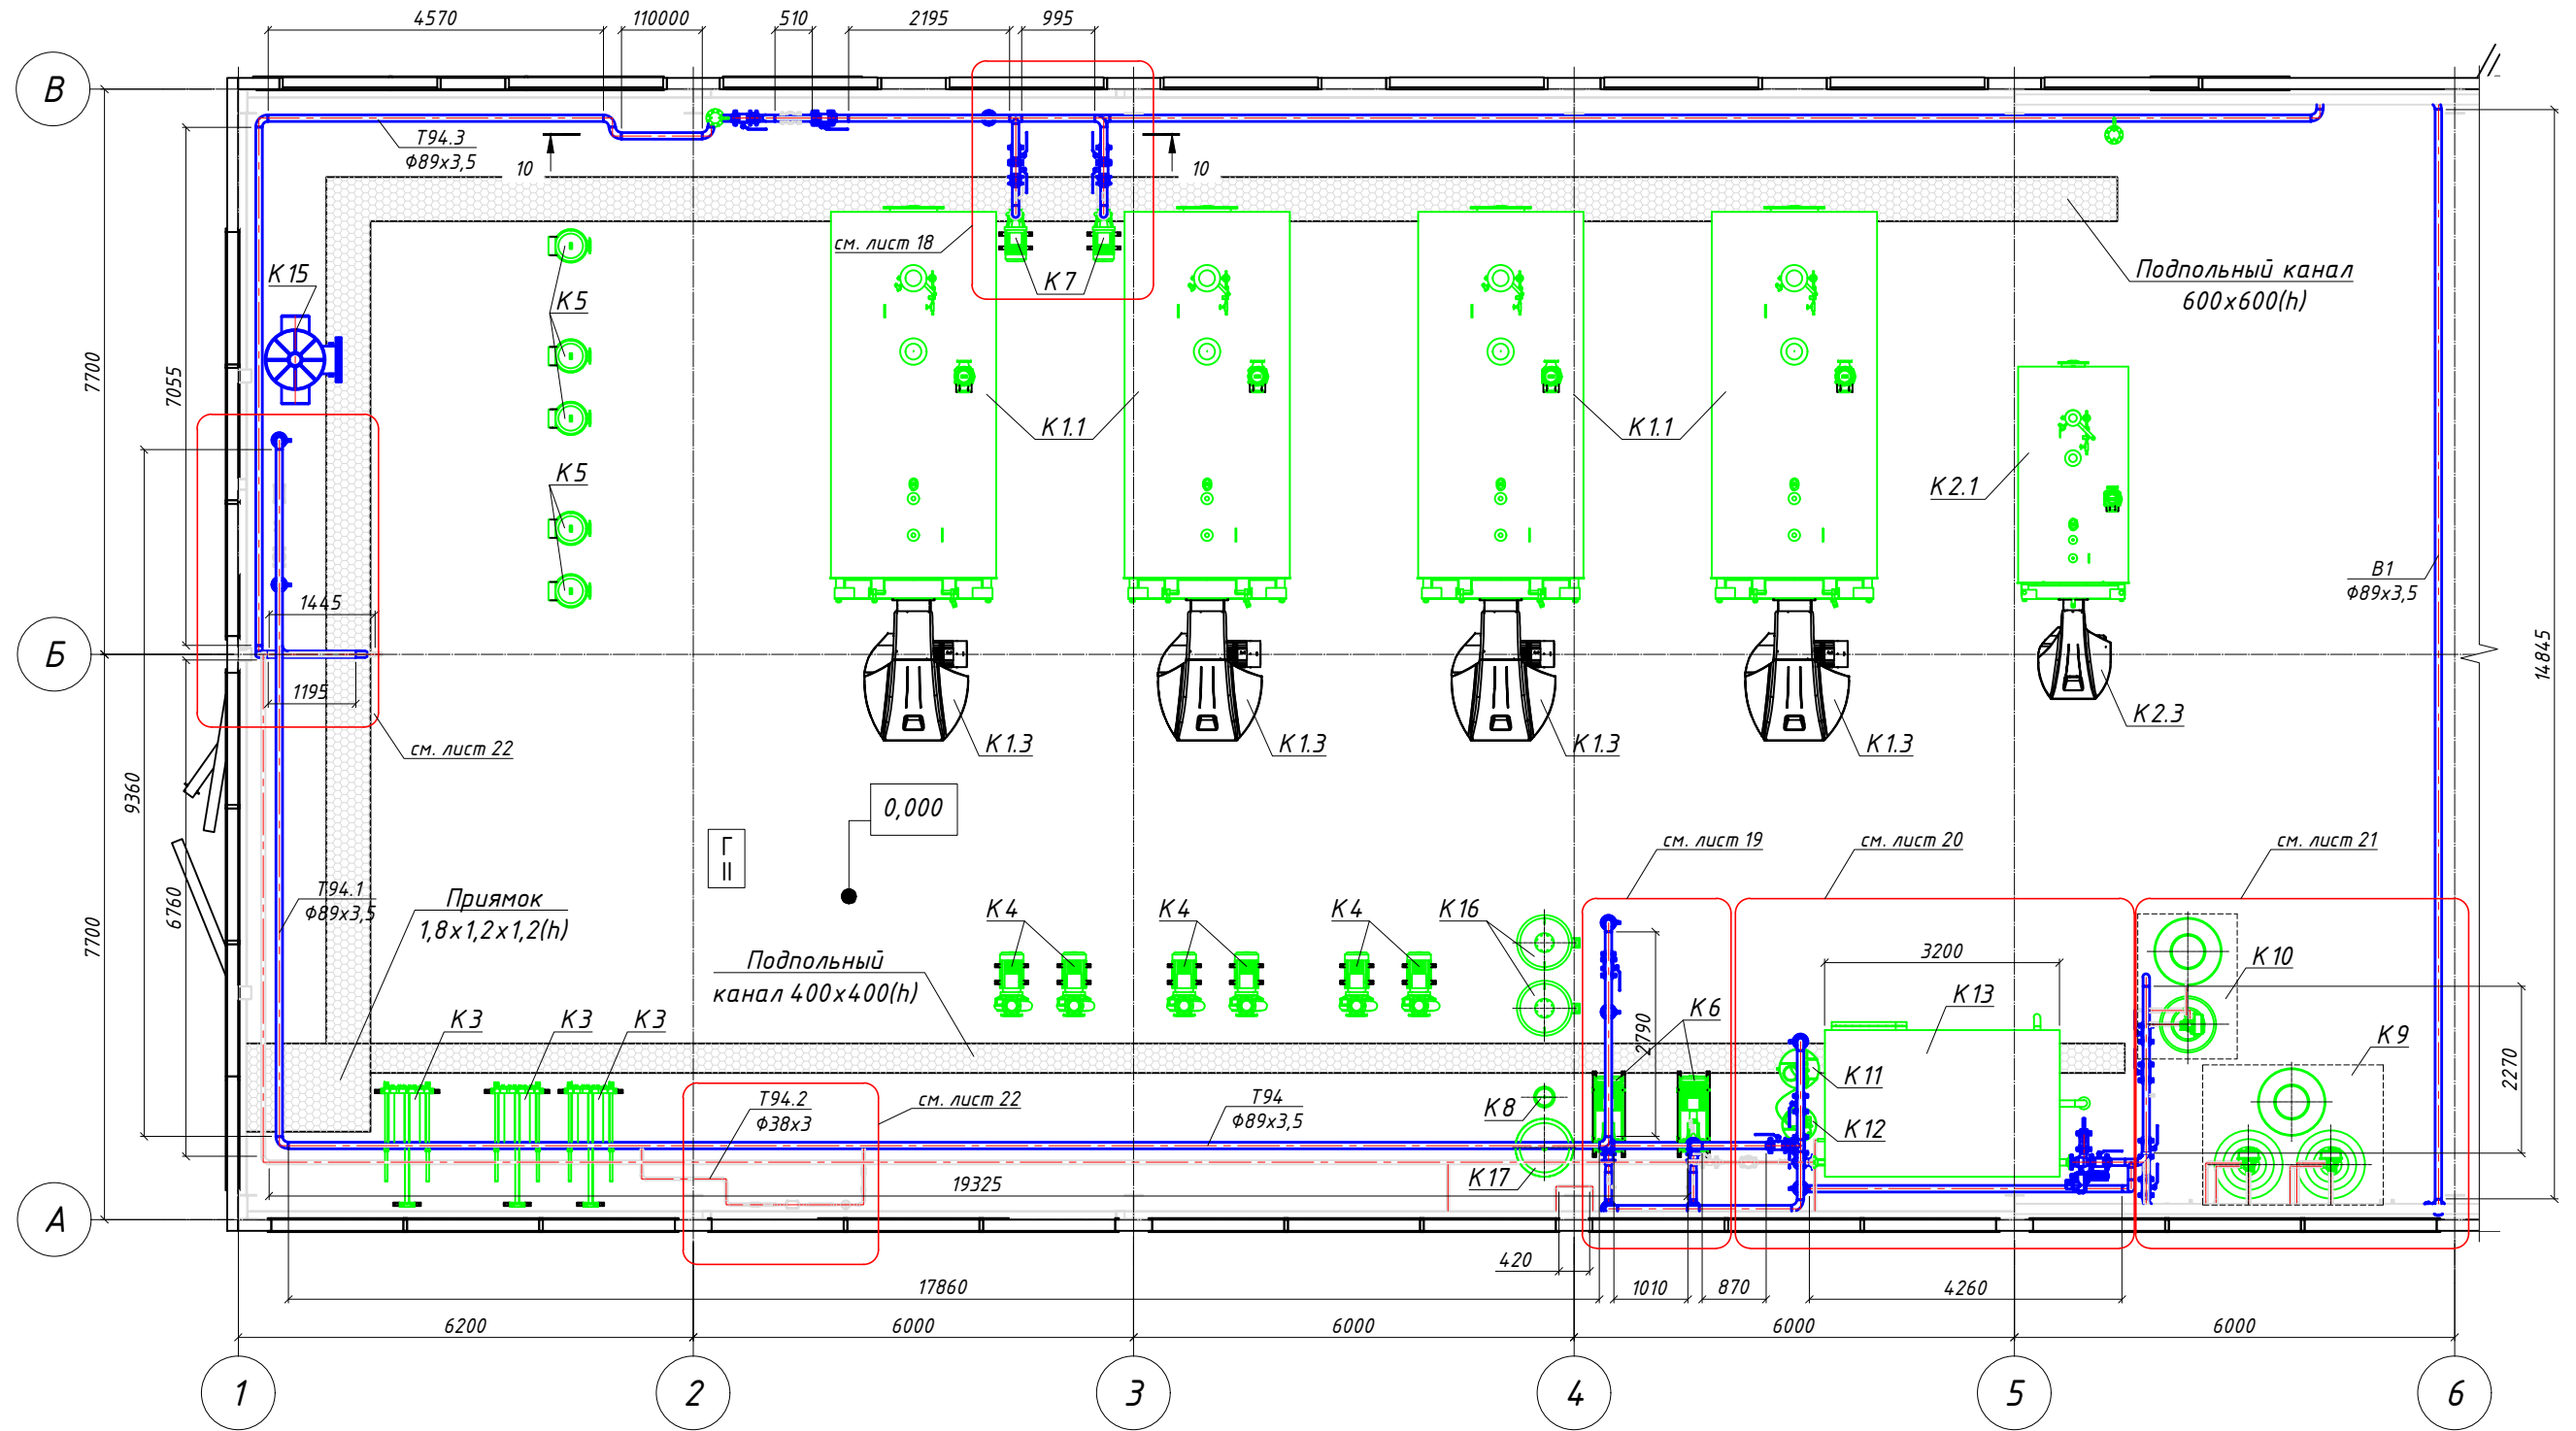 4570
110000
510
2195
995
В
Т94.3
Ф89х3,5
10
10
см. лист 18
К7
К15
К5
Подпольный канал
600х600(h)
7700
7055
К1.1
К1.1
К5
К2.1
В1
Ф89х3,5
1445
Б
14845
1195
К1.3
К1.3
К1.3
К1.3
К2.3
см. лист 22
9360
0,000
Г
II
см. лист 19
см. лист 20
см. лист 21
6760
Т94.1
Ф89х3,5
Приямок
1,8х1,2х1,2(h)
7700
К4
К4
К4
К16
3200
К10
Подпольный
канал 400х400(h)
К13
К6
2790
К3
К3
К3
К9
2270
К11
Т94.2
Ф38х3
см. лист 22
Т94
Ф89х3,5
К8
К12
К17
19325
А
420
17860
1010
870
4260
6200
6000
6000
6000
6000
1
2
3
4
5
6